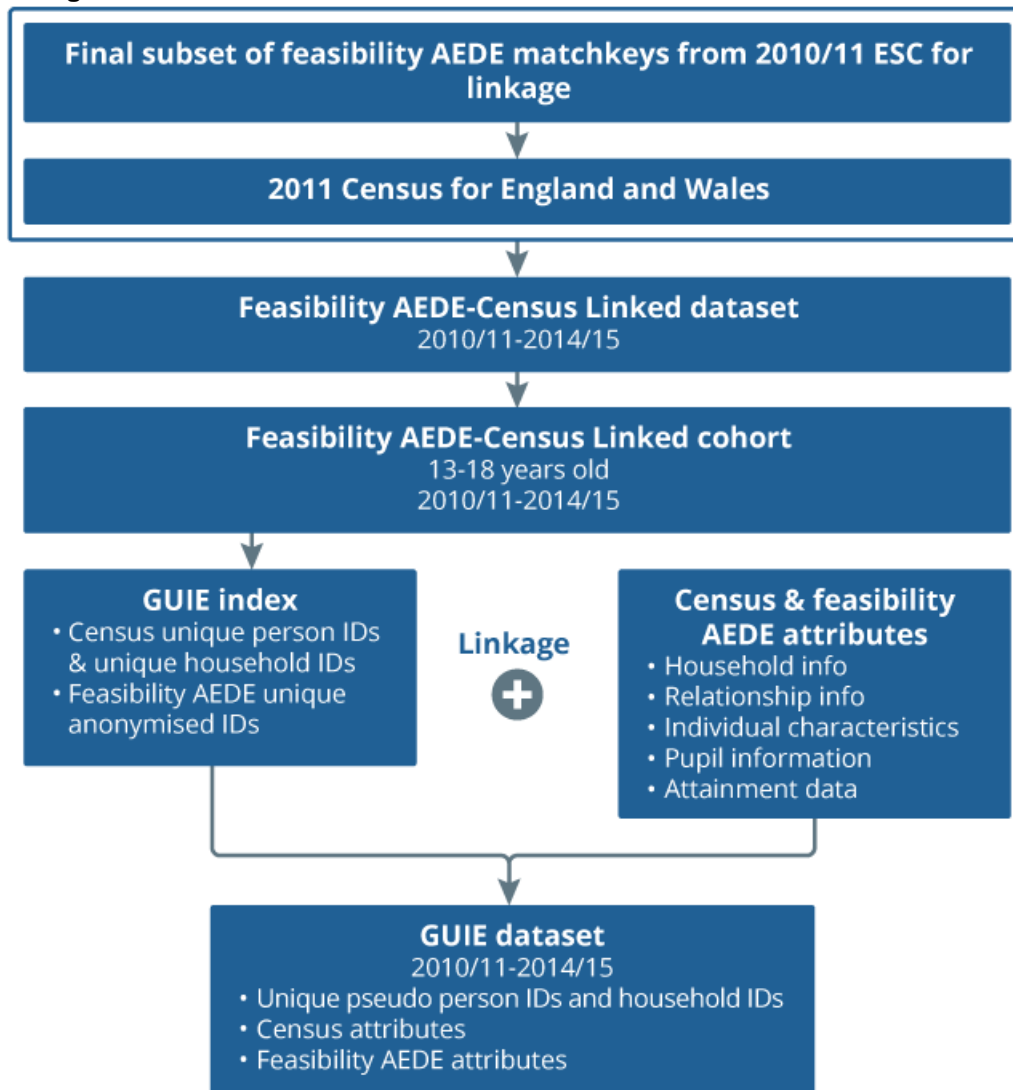 Final subset of feasibility AEDE matchkeys from 2010/11 ESC for
linkage
2011 Census for England and Wales
Feasibility AEDE-Census Linked dataset
2010/11-2014/15
Feasibility AEDE-Census Linked cohort
13-18 years old
2010/11-2014/15
GUIE index
• Census unique person IDs
& unique household IDs
• Feasibility AEDE unique
anonymised IDs
Linkage
+
Census & feasibility
AEDE attributes
• Household info
• Relationship info
• Individual characteristics
• Pupil information
• Attainment data
GUIE dataset
2010/11-2014/15
• Unique pseudo person IDs and household IDs
• Census attributes
• Feasibility AEDE attributes